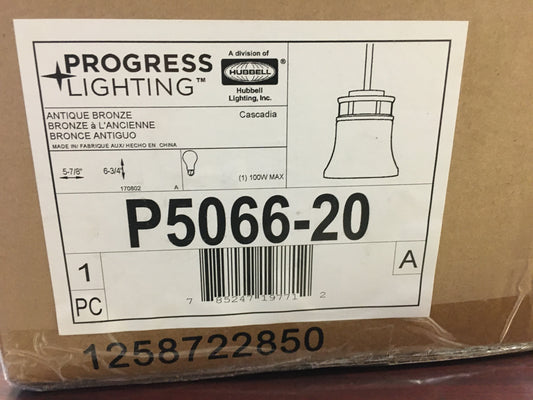 PROGRESS
LIGHTING™
A division of
HUBBELL ®
Hubbell
Lighting, Inc.
ANTIQUE BRONZE
Cascadia
BRONZE à L'ANCIENNE
BRONCE ANTIGUO
MADE IN/ FABRIQUE AUX/ HECHO EN CHINA
5-7/8"
6-3/4"
(1) 100W MAX
170802
A
P5066-20
1
PC
A
7 85247 19771 2
1258722850